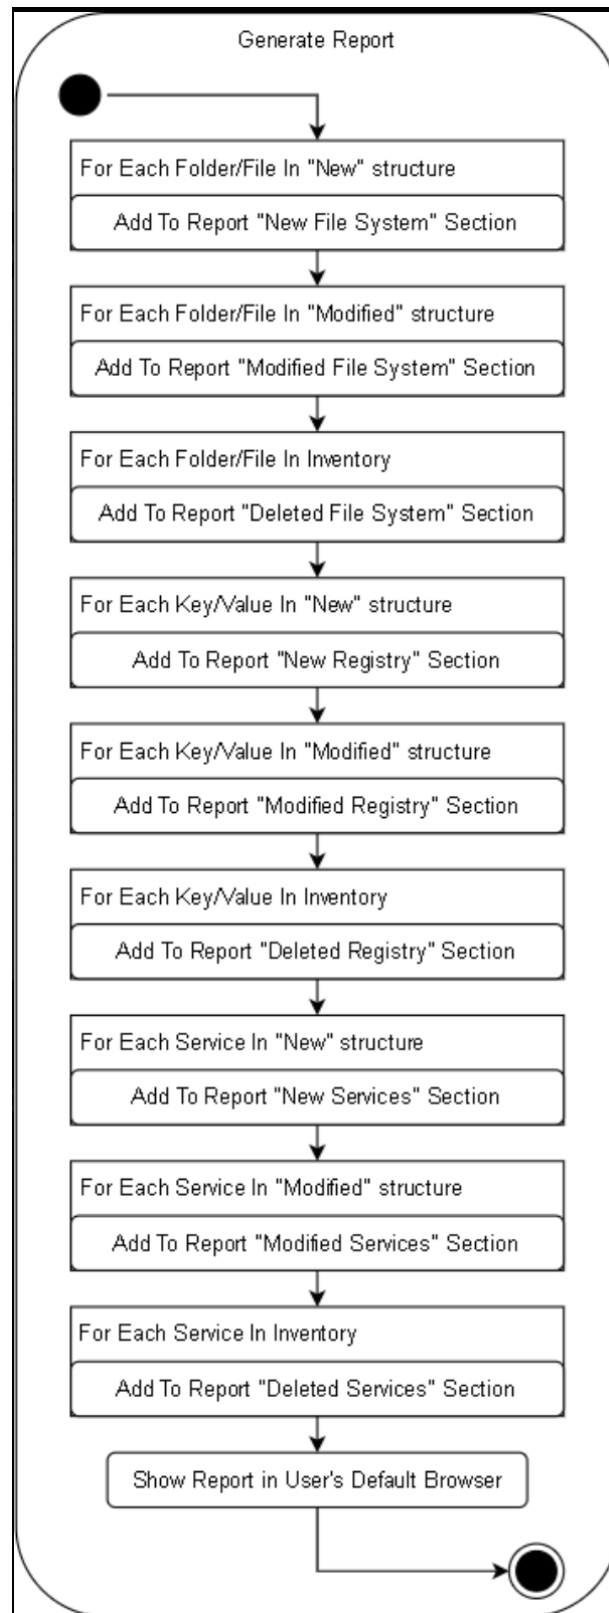 Generate Report
For Each Folder/File In "New" structure
Add To Report "New File System" Section
For Each Folder/File In "Modified" structure
Add To Report "Modified File System" Section
For Each Folder/File In Inventory
Add To Report "Deleted File System" Section
For Each Key/Value In "New" structure
Add To Report "New Registry" Section
For Each Key/Value In "Modified" structure
Add To Report "Modified Registry" Section
For Each Key/Value In Inventory
Add To Report "Deleted Registry" Section
For Each Service In "New" structure
Add To Report "New Services" Section
For Each Service In "Modified" structure
Add To Report "Modified Services" Section
For Each Service In Inventory
Add To Report "Deleted Services" Section
Show Report in User's Default Browser